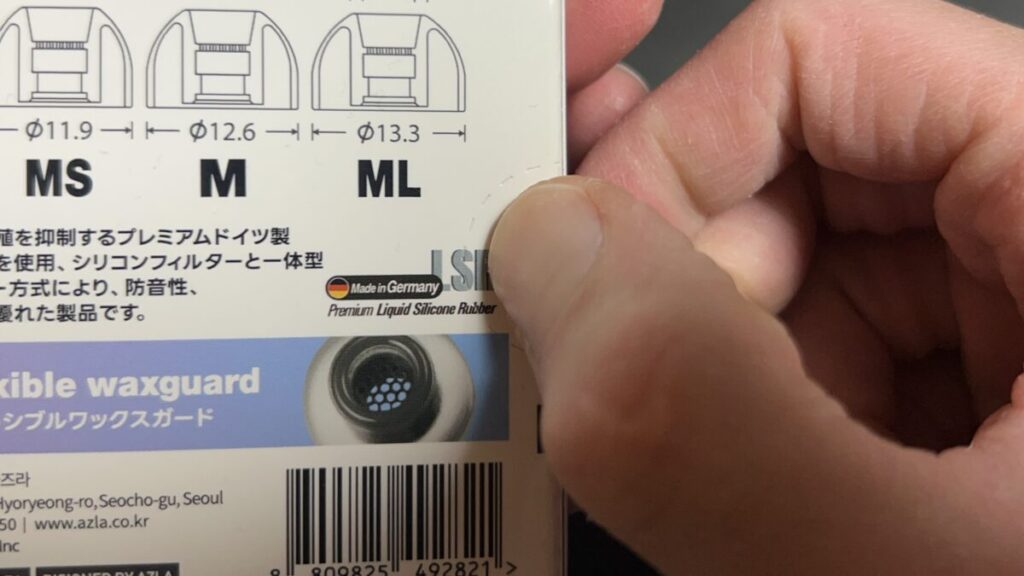 Φ11.9 Φ12.6 Φ13.3
MS M ML
殖を抑制するプレミアムドイツ製
を使用、シリコンフィルターと一体型
ー方式により、防音性、
優れた製品です。
LSR
Made in Germany
Premium Liquid Silicone Rubber
xible waxguard
シブルワックスガード
즈라
Hyoryeong-ro, Seocho-gu, Seoul
50 | www.azla.co.kr
Inc
DESIGNED BY AZLA
8 809825 492821 >